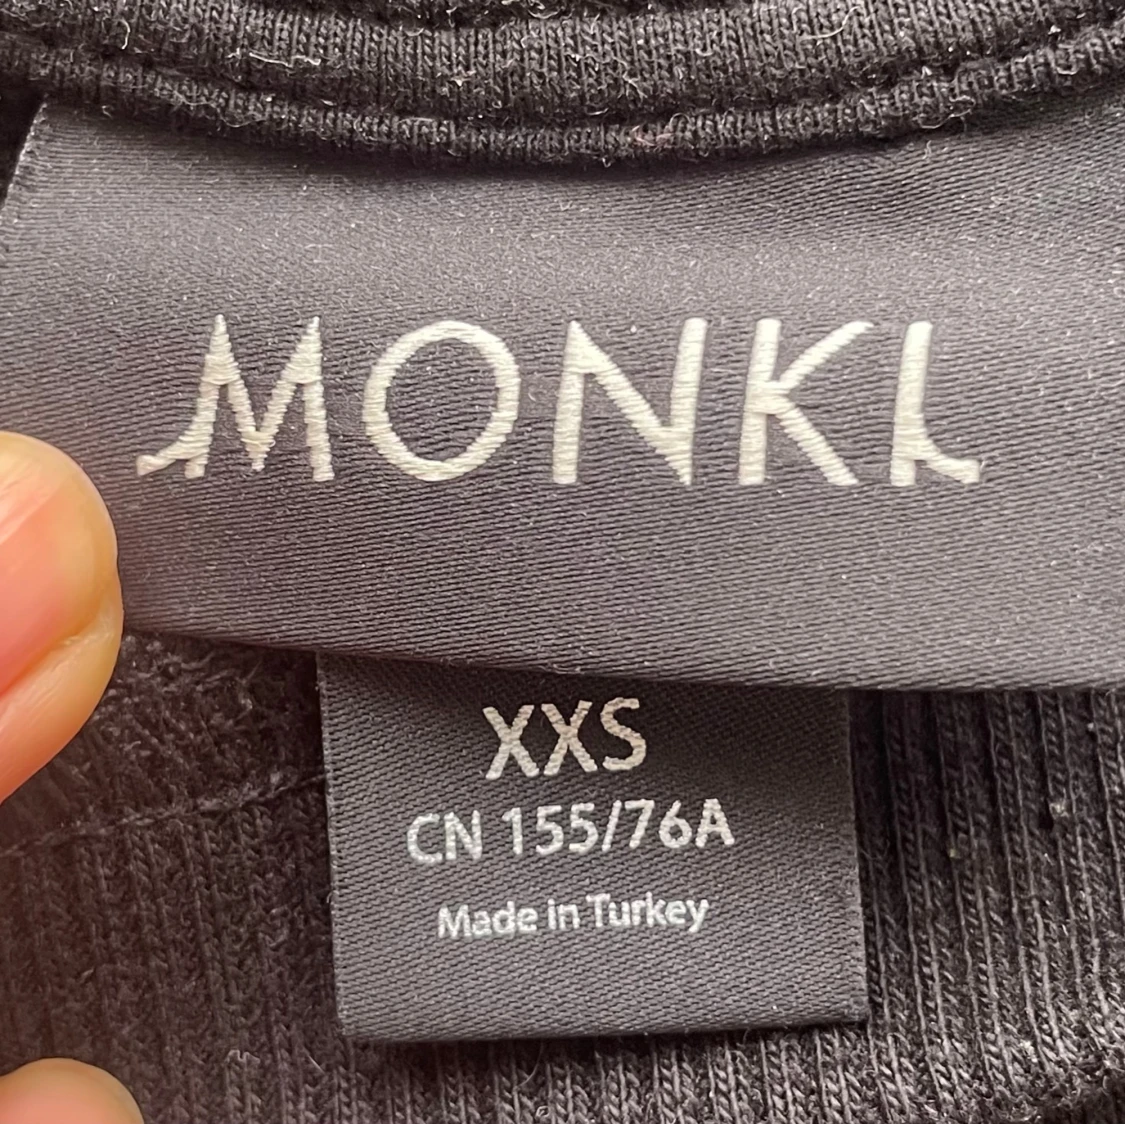 MONKI
XXS
CN 155/76A
Made in Turkey